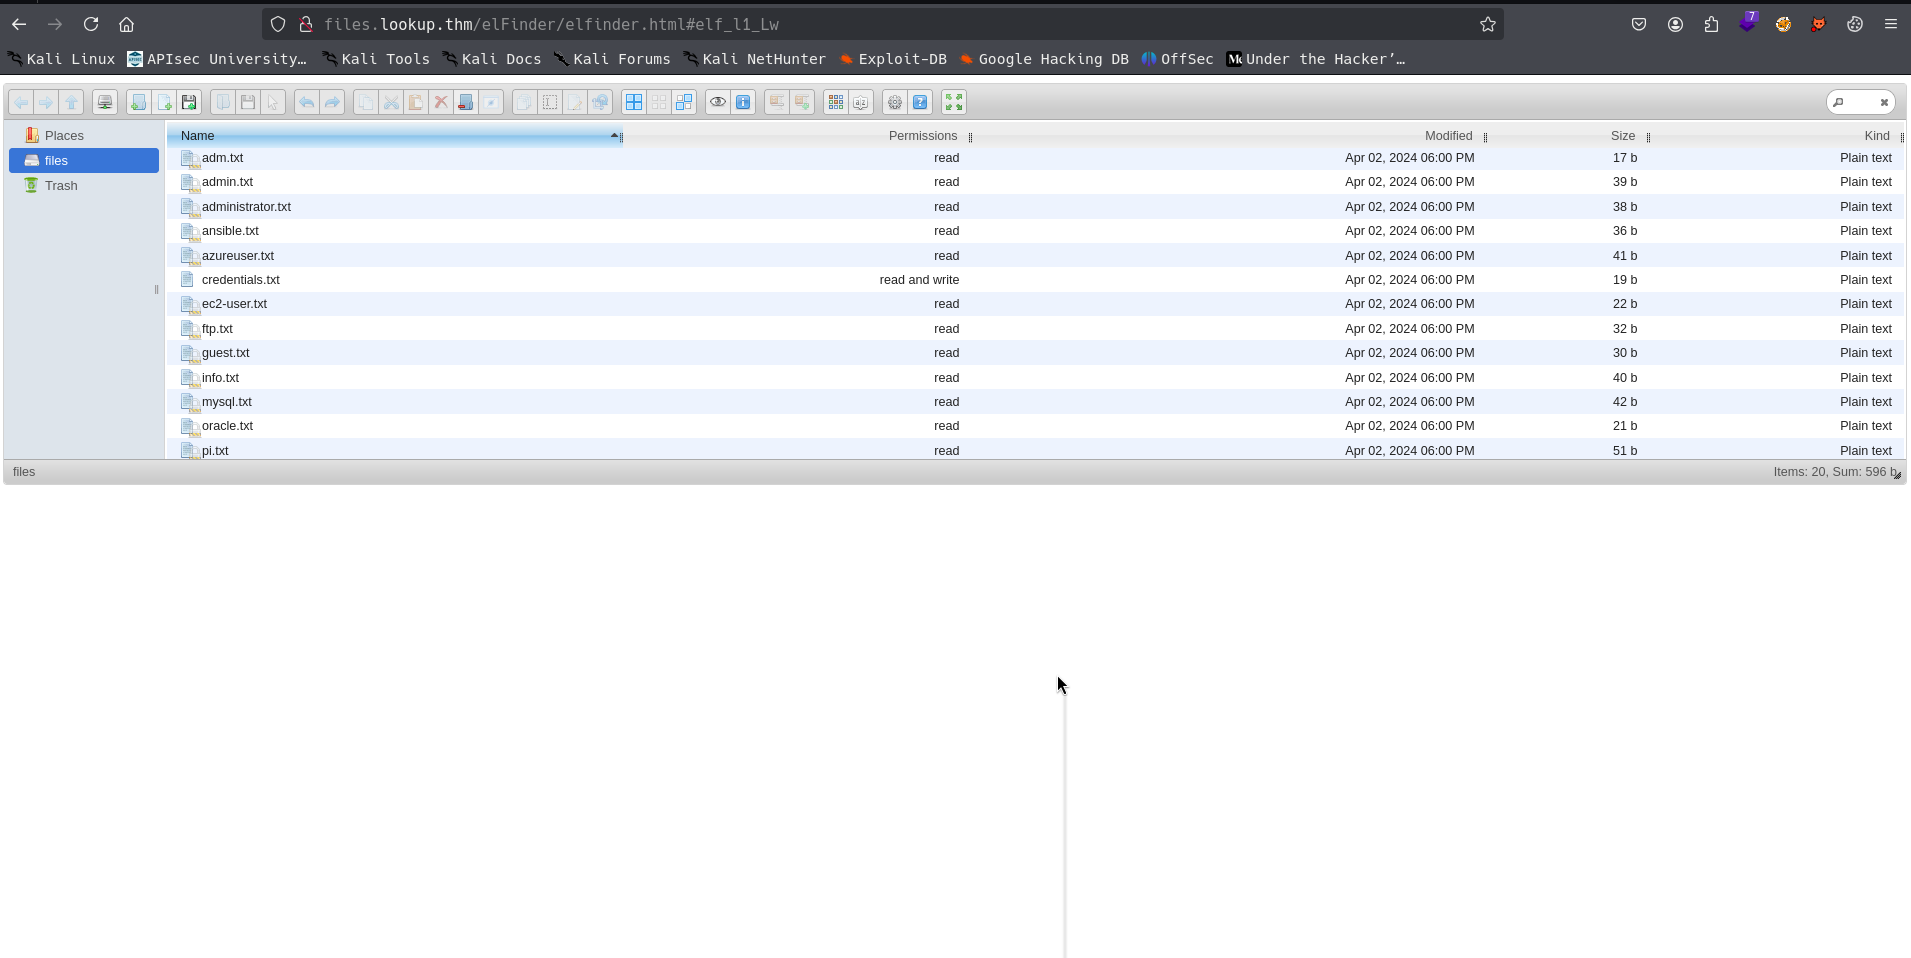 files.lookup.thm/elFinder/elfinder.html#elf_l1_Lw
7
Kali Linux APIsec University… Kali Tools Kali Docs Kali Forums Kali NetHunter Exploit-DB Google Hacking DB OffSec Under the Hacker’…
Places
files
Trash
Name Permissions Modified Size Kind
adm.txt read Apr 02, 2024 06:00 PM 17 b Plain text
admin.txt read Apr 02, 2024 06:00 PM 39 b Plain text
administrator.txt read Apr 02, 2024 06:00 PM 38 b Plain text
ansible.txt read Apr 02, 2024 06:00 PM 36 b Plain text
azureuser.txt read Apr 02, 2024 06:00 PM 41 b Plain text
credentials.txt read and write Apr 02, 2024 06:00 PM 19 b Plain text
ec2-user.txt read Apr 02, 2024 06:00 PM 22 b Plain text
ftp.txt read Apr 02, 2024 06:00 PM 32 b Plain text
guest.txt read Apr 02, 2024 06:00 PM 30 b Plain text
info.txt read Apr 02, 2024 06:00 PM 40 b Plain text
mysql.txt read Apr 02, 2024 06:00 PM 42 b Plain text
oracle.txt read Apr 02, 2024 06:00 PM 21 b Plain text
pi.txt read Apr 02, 2024 06:00 PM 51 b Plain text
files Items: 20, Sum: 596 b